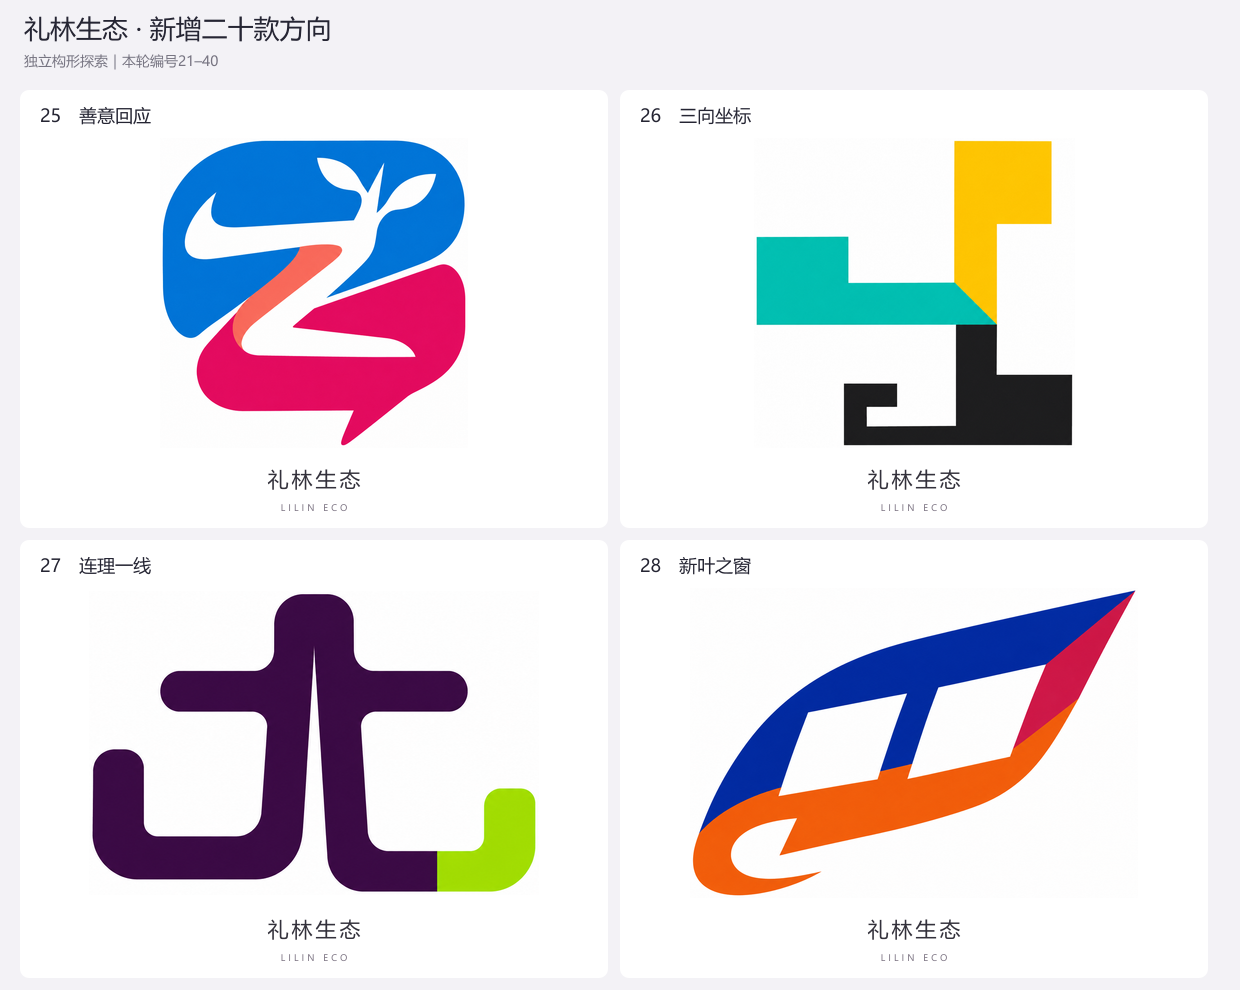 礼林生态 · 新增二十款方向
独立构形探索｜本轮编号21–40
25 善意回应
礼林生态
LILIN ECO
26 三向坐标
礼林生态
LILIN ECO
27 连理一线
礼林生态
LILIN ECO
28 新叶之窗
礼林生态
LILIN ECO